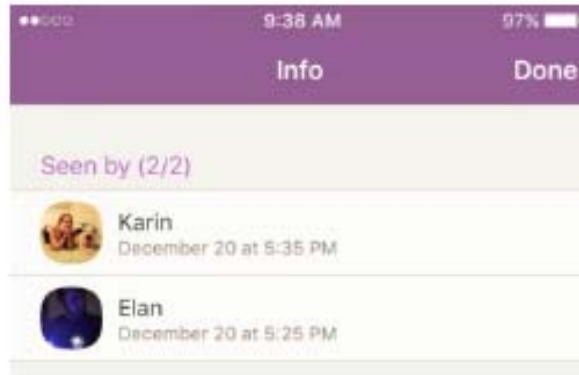 9:38 AM 97%
Info Done
Seen by (2/2)
Karin
December 20 at 5:35 PM
Elan
December 20 at 5:25 PM